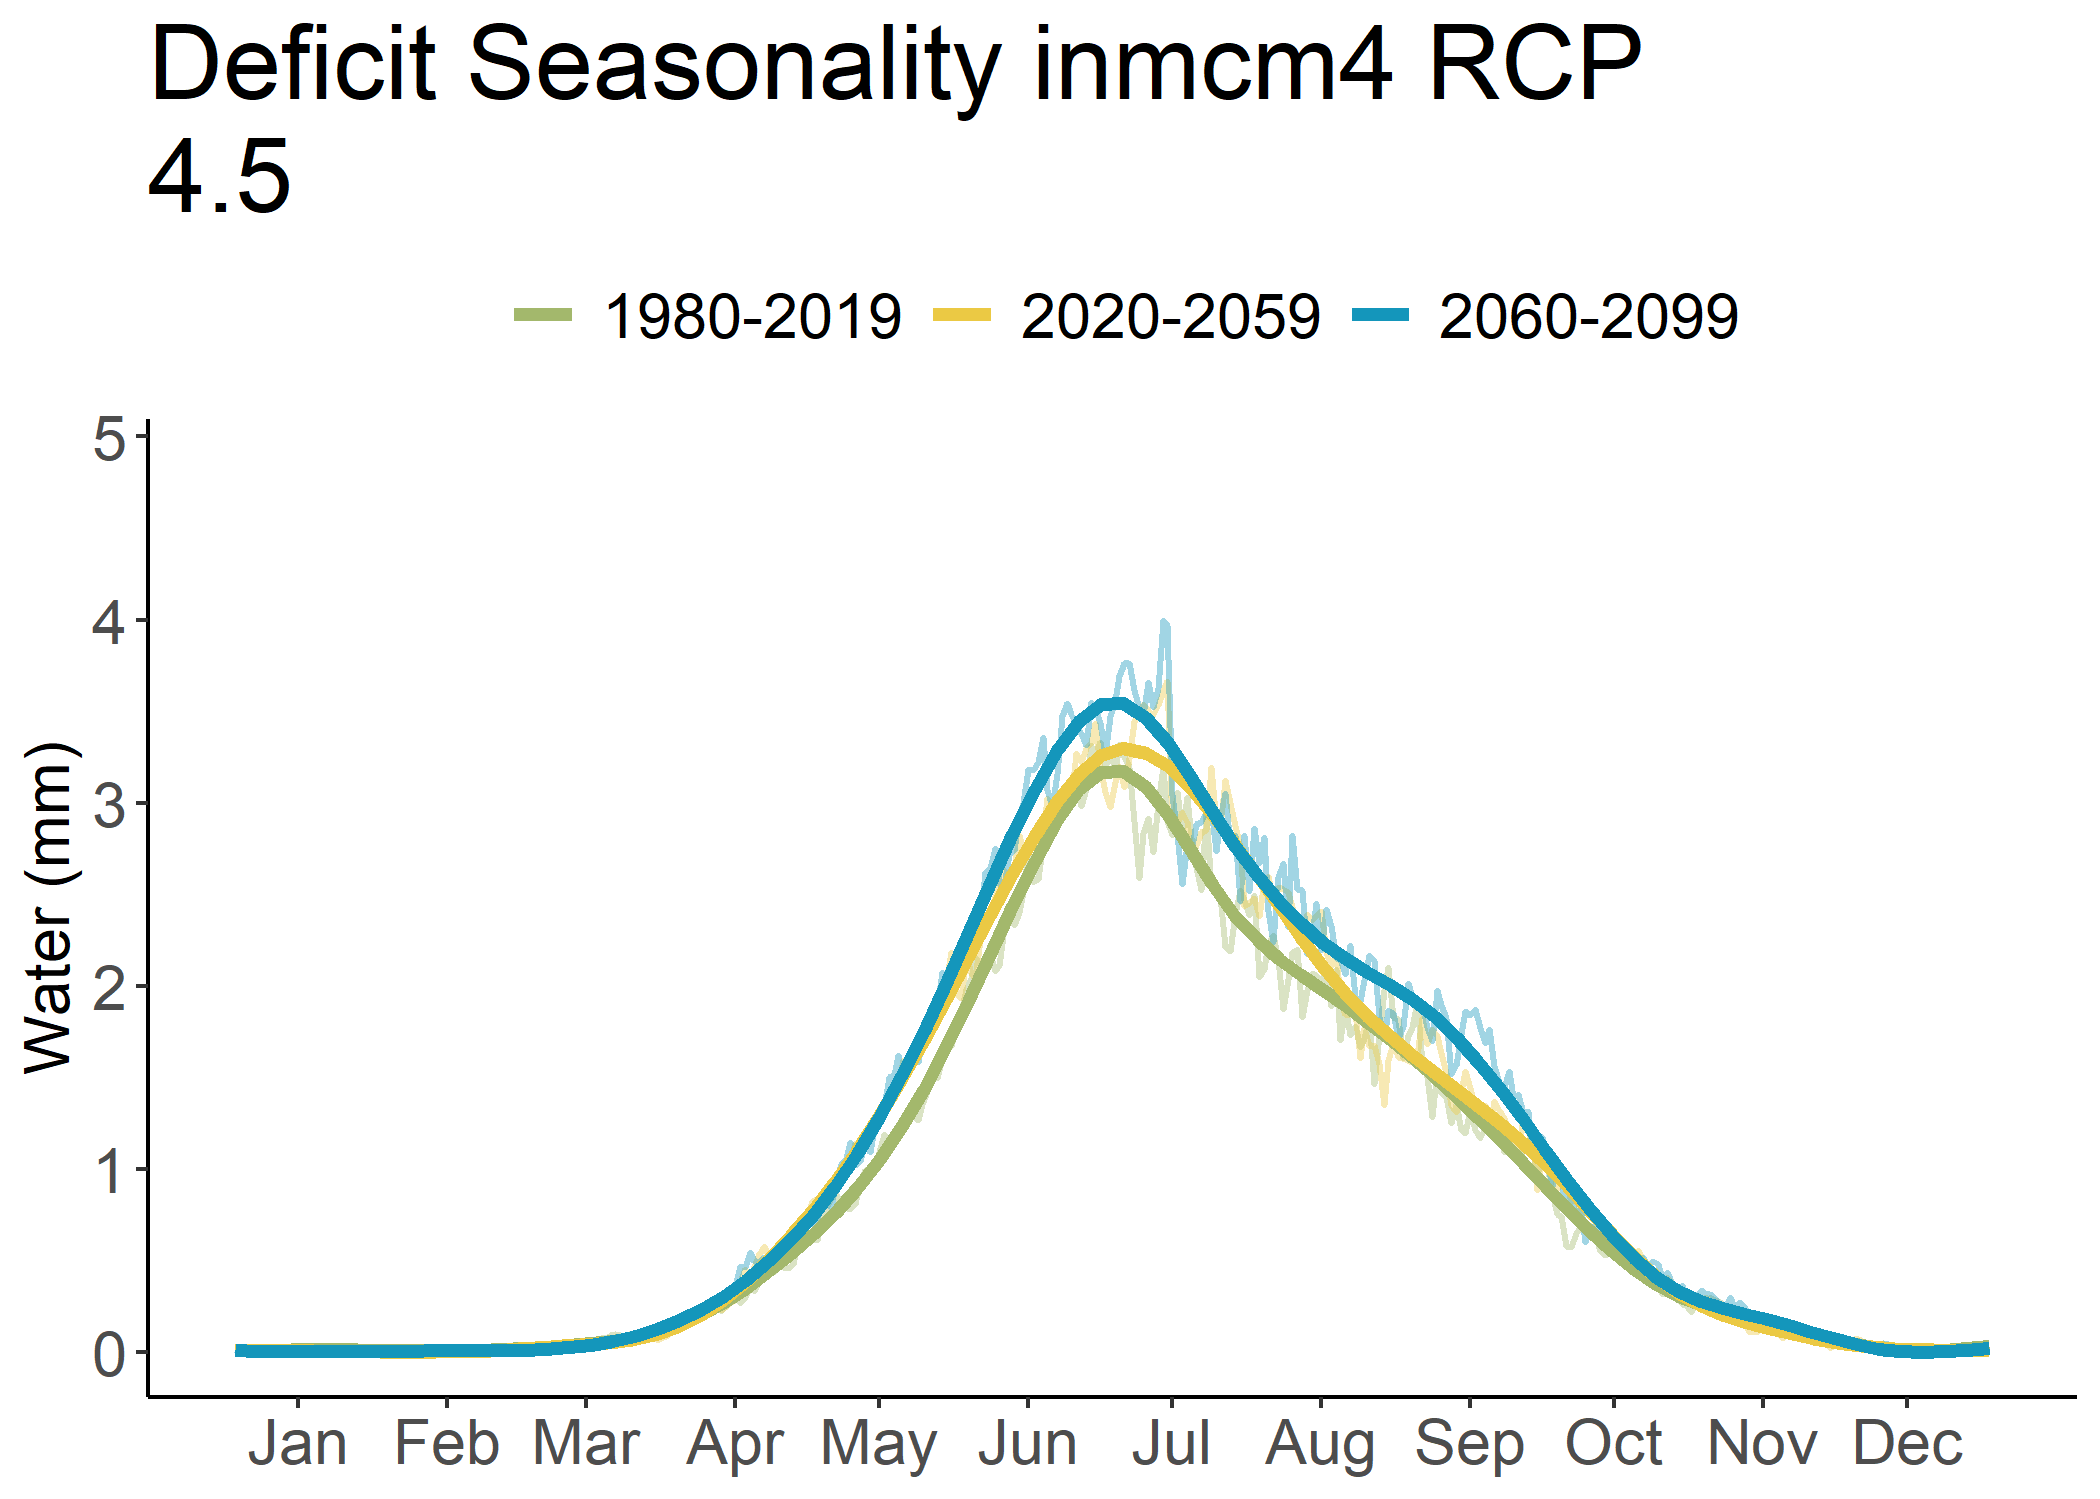 Deficit Seasonality inmcm4 RCP
4.5
1980-2019 2020-2059 2060-2099
5
4
3
2
1
0
Water (mm)
Jan Feb Mar Apr May Jun Jul Aug Sep Oct Nov Dec